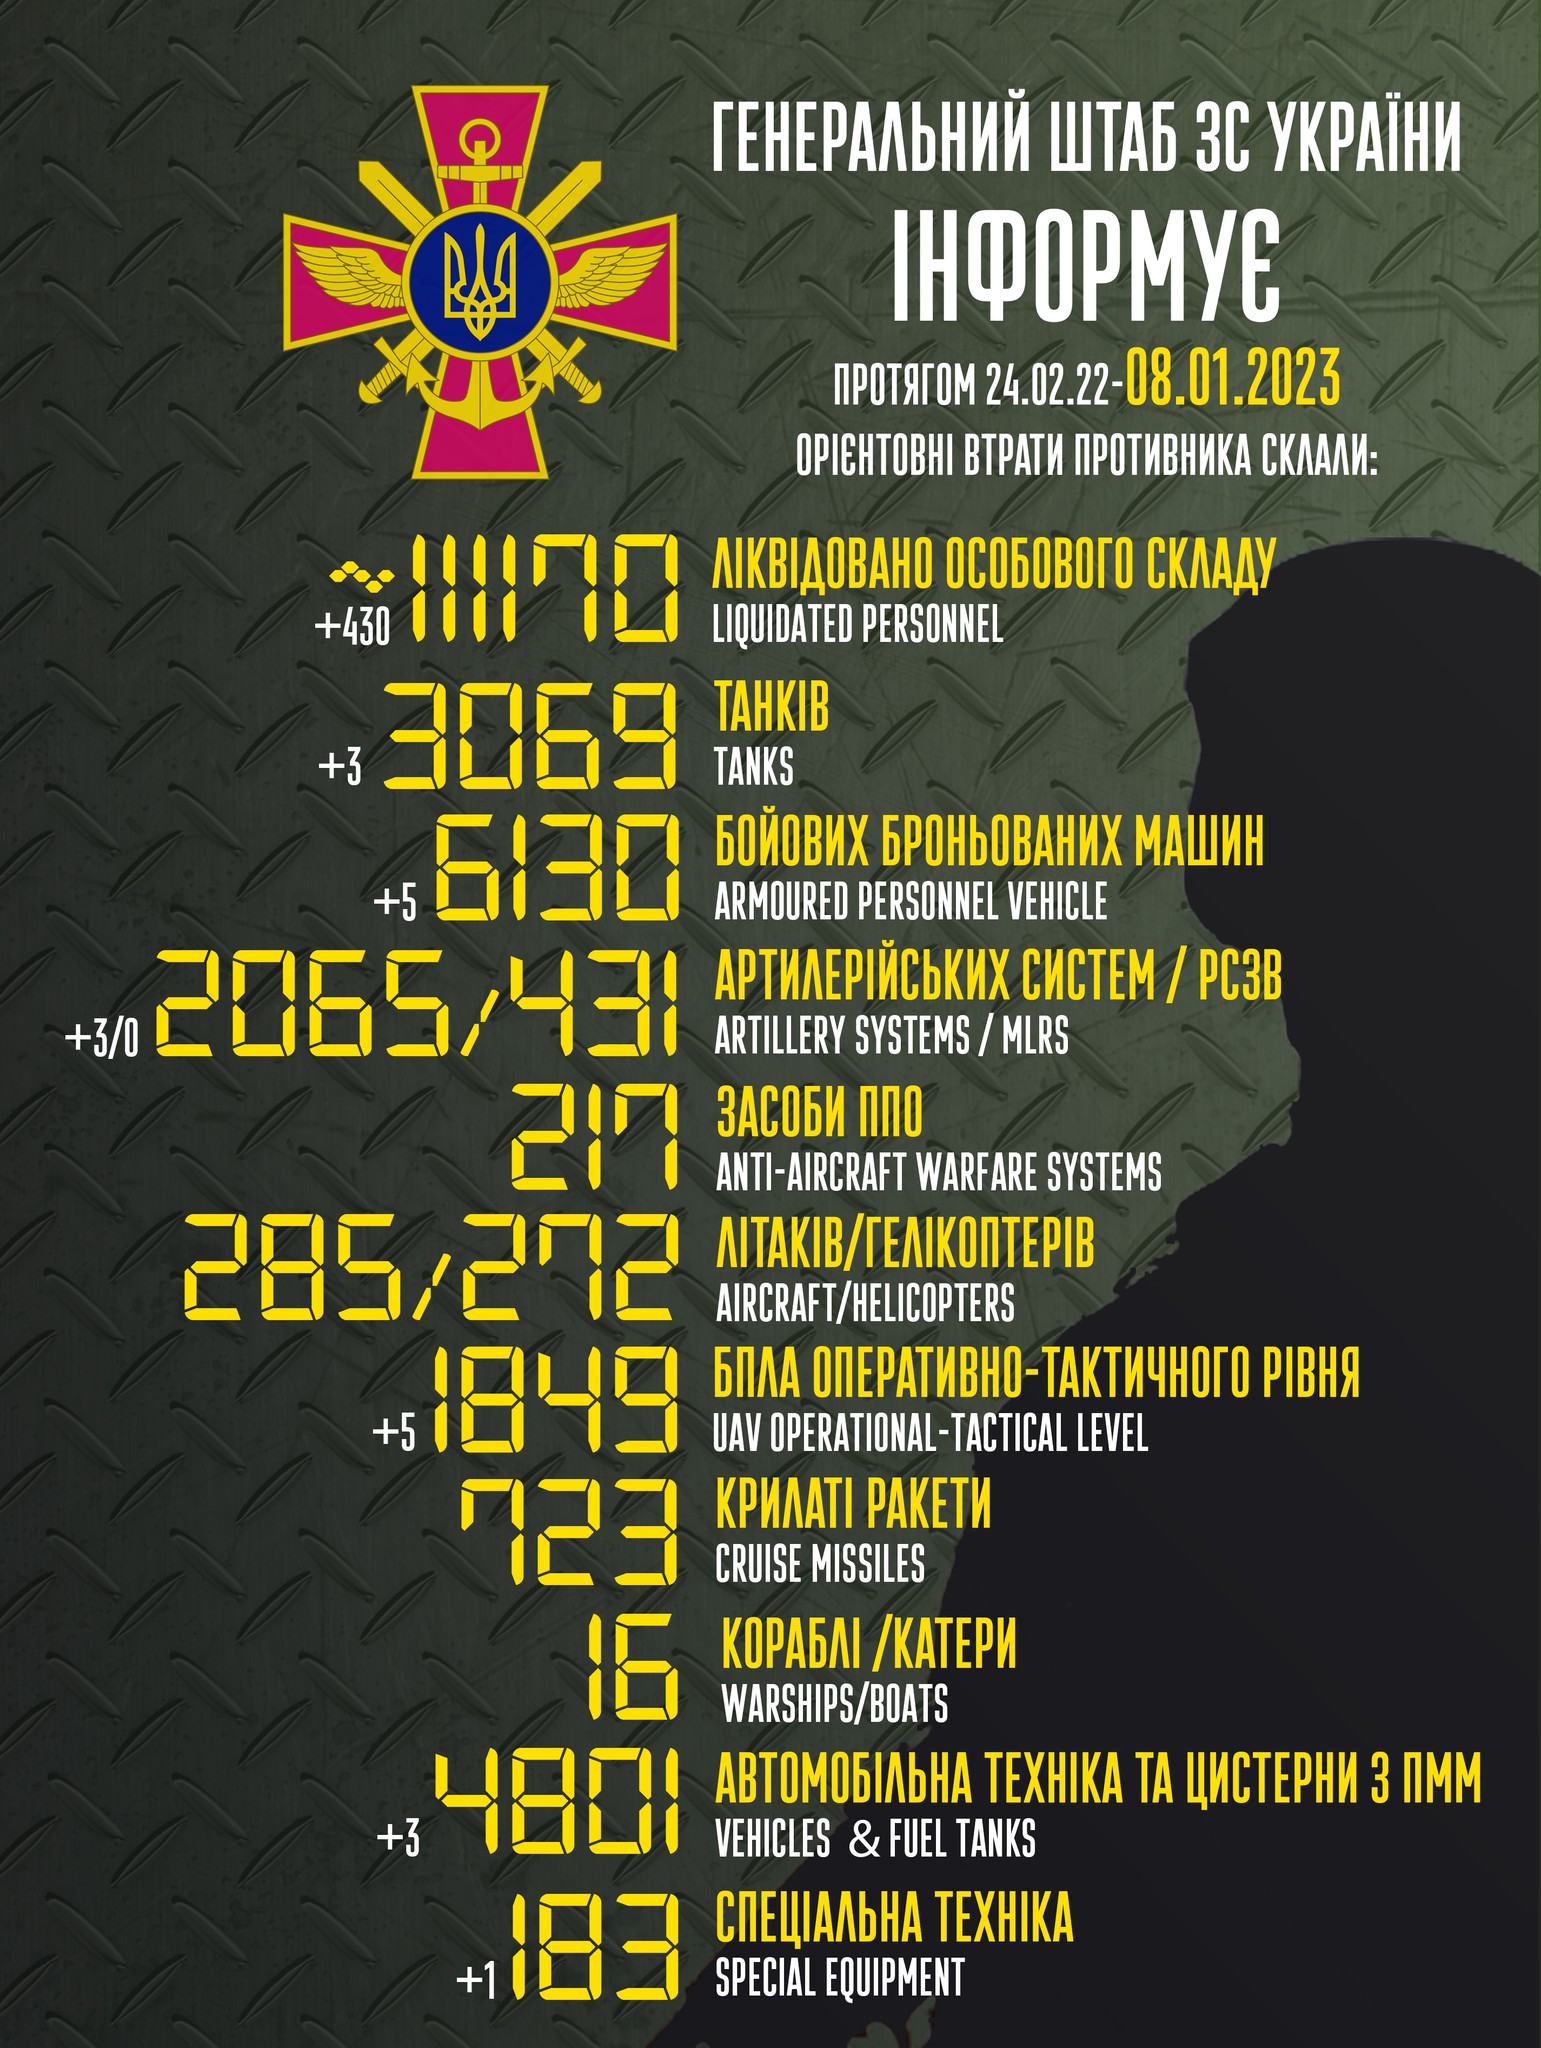 ГЕНЕРАЛЬНИЙ ШТАБ ЗС УКРАЇНИ
ІНФОРМУЄ
ПРОТЯГОМ 24.02.22-08.01.2023
ОРІЄНТОВНІ ВТРАТИ ПРОТИВНИКА СКЛАЛИ:
+430 ~111170 ЛІКВІДОВАНО ОСОБОВОГО СКЛАДУ
LIQUIDATED PERSONNEL
+3 3069 ТАНКІВ
TANKS
+5 6130 БОЙОВИХ БРОНЬОВАНИХ МАШИН
ARMOURED PERSONNEL VEHICLE
+3/0 2065/431 АРТИЛЕРІЙСЬКИХ СИСТЕМ / РСЗВ
ARTILLERY SYSTEMS / MLRS
217 ЗАСОБИ ППО
ANTI-AIRCRAFT WARFARE SYSTEMS
285/272 ЛІТАКІВ/ГЕЛІКОПТЕРІВ
AIRCRAFT/HELICOPTERS
+5 1849 БПЛА ОПЕРАТИВНО-ТАКТИЧНОГО РІВНЯ
UAV OPERATIONAL-TACTICAL LEVEL
723 КРИЛАТІ РАКЕТИ
CRUISE MISSILES
16 КОРАБЛІ /КАТЕРИ
WARSHIPS/BOATS
+3 4801 АВТОМОБІЛЬНА ТЕХНІКА ТА ЦИСТЕРНИ З ПММ
VEHICLES & FUEL TANKS
+1 183 СПЕЦІАЛЬНА ТЕХНІКА
SPECIAL EQUIPMENT